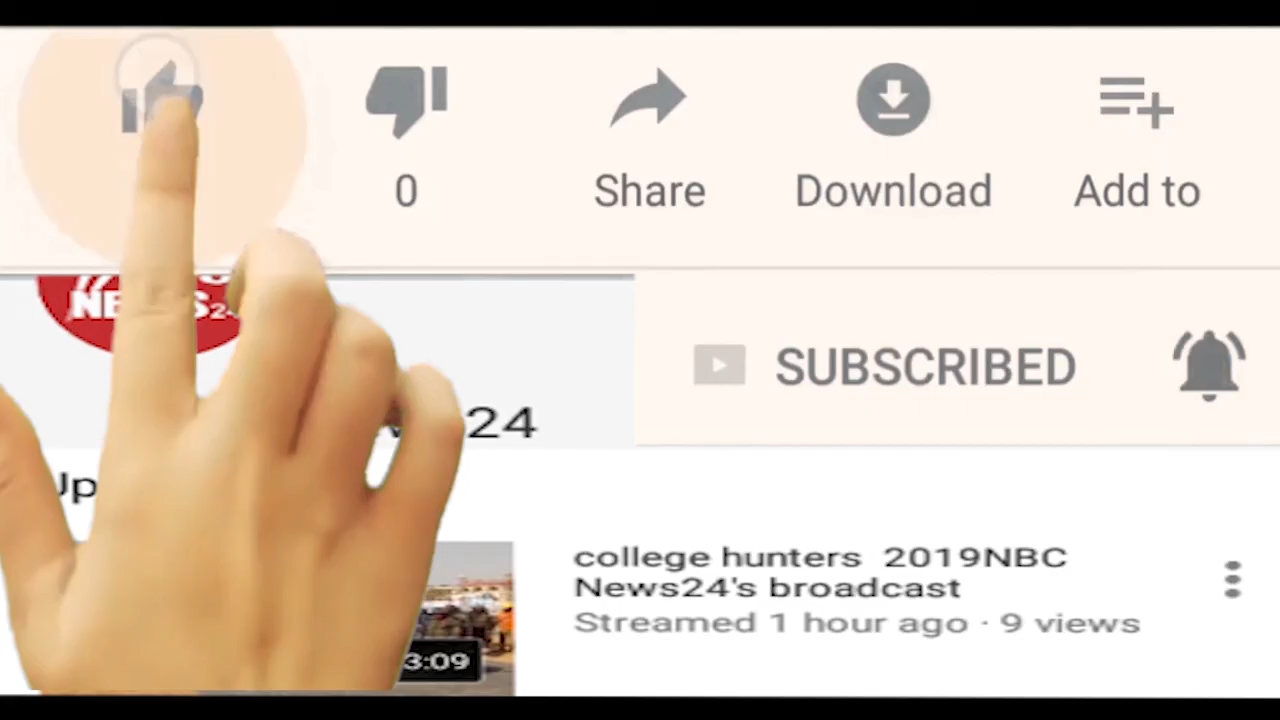 0
Share
Download
Add to
SUBSCRIBED
24
college hunters 2019NBC
News24's broadcast
Streamed 1 hour ago · 9 views
3:09